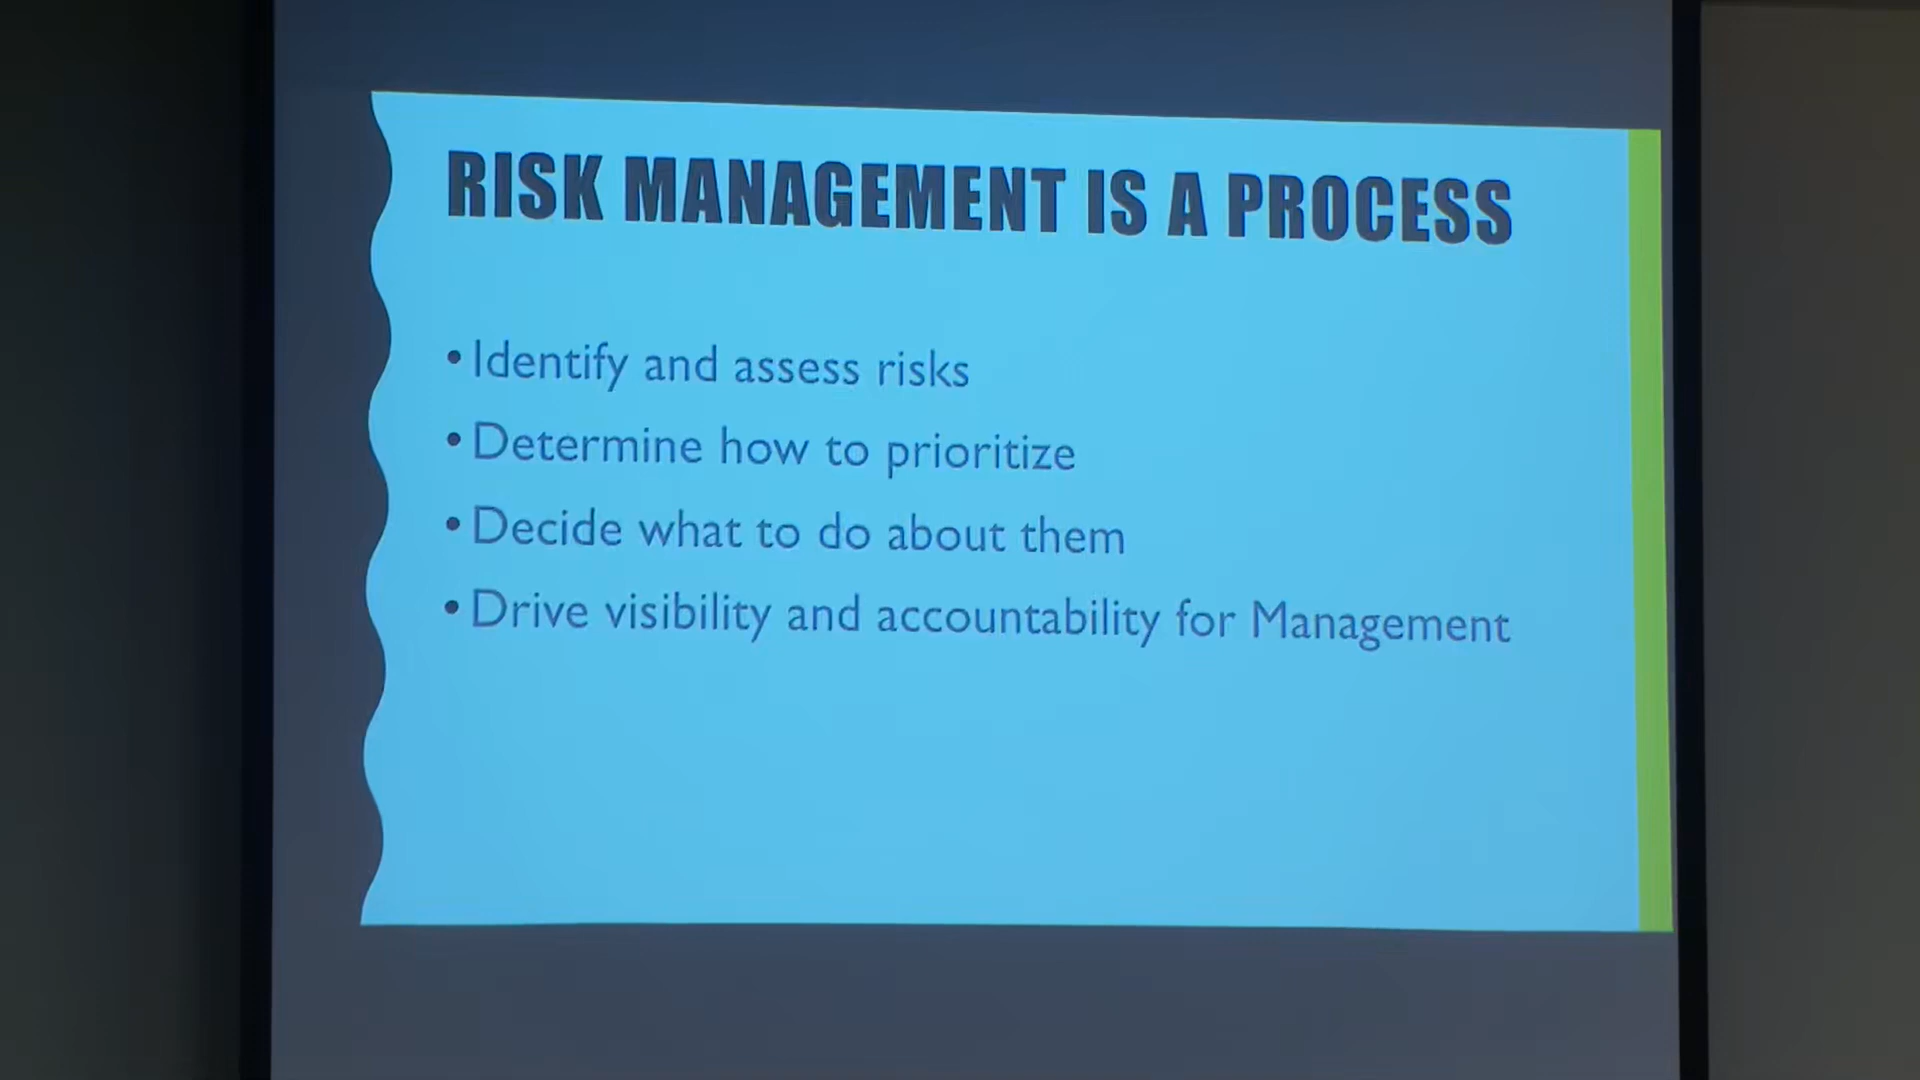 RISK MANAGEMENT IS A PROCESS
• Identify and assess risks
• Determine how to prioritize
• Decide what to do about them
• Drive visibility and accountability for Management